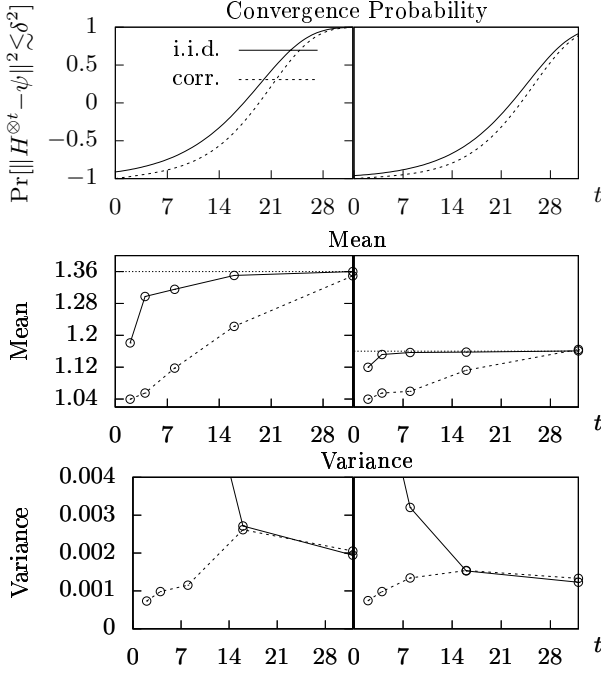 Convergence Probability
Pr[||H^{⊗t}−ψ||²≲δ²]
1
0.5
0
−0.5
−1
i.i.d.
corr.
0 7 14 21 28 0 7 14 21 28 t
Mean
Mean
1.36
1.28
1.2
1.12
1.04
0 7 14 21 28 0 7 14 21 28 t
Variance
Variance
0.004
0.003
0.002
0.001
0
0 7 14 21 28 0 7 14 21 28 t